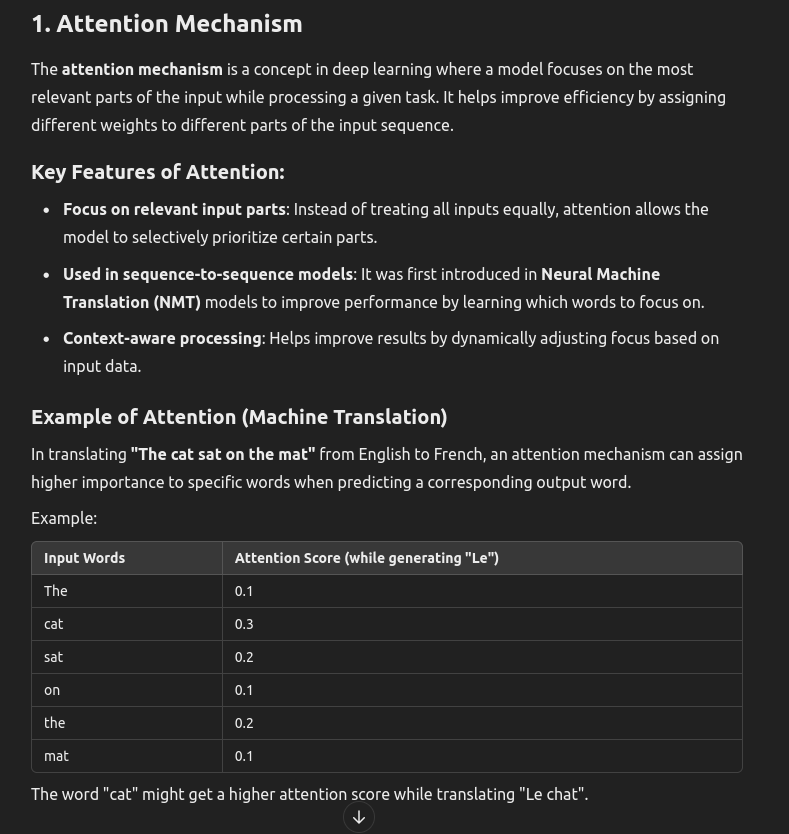 1. Attention Mechanism
The attention mechanism is a concept in deep learning where a model focuses on the most
relevant parts of the input while processing a given task. It helps improve efficiency by assigning
different weights to different parts of the input sequence.
Key Features of Attention:
• Focus on relevant input parts: Instead of treating all inputs equally, attention allows the
model to selectively prioritize certain parts.
• Used in sequence-to-sequence models: It was first introduced in Neural Machine
Translation (NMT) models to improve performance by learning which words to focus on.
• Context-aware processing: Helps improve results by dynamically adjusting focus based on
input data.
Example of Attention (Machine Translation)
In translating "The cat sat on the mat" from English to French, an attention mechanism can assign
higher importance to specific words when predicting a corresponding output word.
Example:
Input Words Attention Score (while generating "Le")
The 0.1
cat 0.3
sat 0.2
on 0.1
the 0.2
mat 0.1
The word "cat" might get a higher attention score while translating "Le chat".